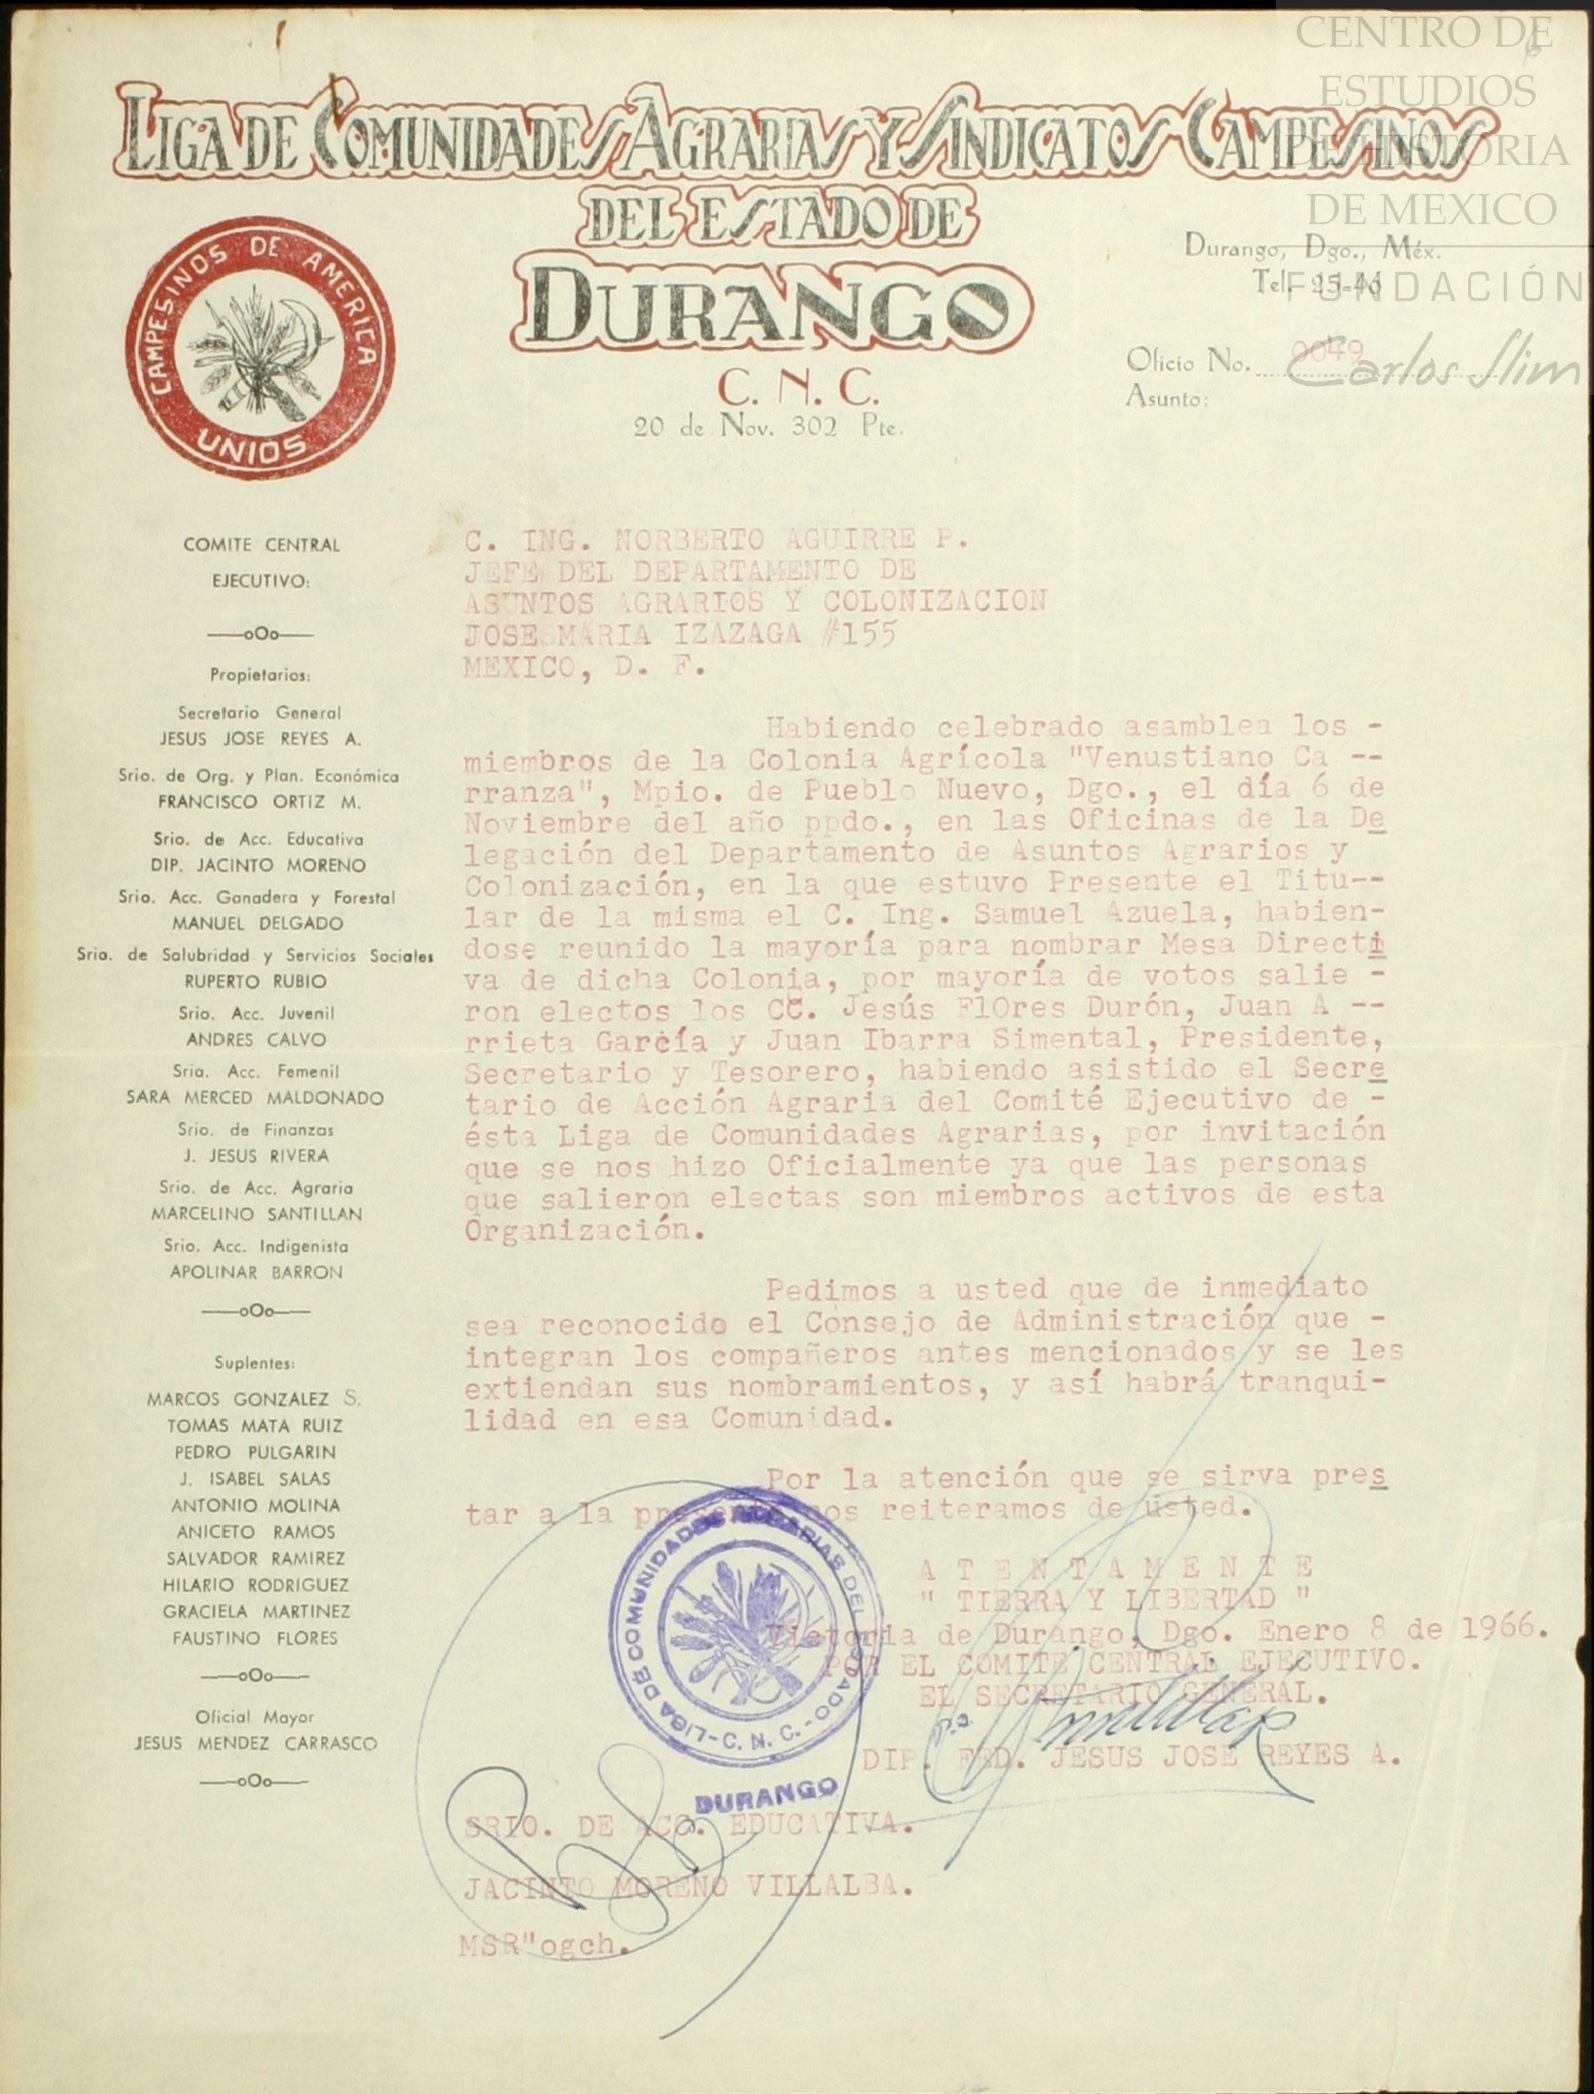 CENTRO DE
ESTUDIOS
DE HISTORIA
DE MEXICO
FUNDACIÓN
Carlos Slim
LIGA DE COMUNIDADES AGRARIAS Y SINDICATOS CAMPESINOS
DEL ESTADO DE
DURANGO
C. N. C.
20 de Nov. 302 Pte.
CAMPESINOS DE AMERICA
UNIOS
Durango, Dgo., Méx.
Tel. 25-46
Oficio No. 0049
Asunto:
COMITE CENTRAL
EJECUTIVO:
——oOo——
Propietarios:
Secretario General
JESUS JOSE REYES A.
Srio. de Org. y Plan. Económica
FRANCISCO ORTIZ M.
Srio. de Acc. Educativa
DIP. JACINTO MORENO
Srio. Acc. Ganadera y Forestal
MANUEL DELGADO
Srio. de Salubridad y Servicios Sociales
RUPERTO RUBIO
Srio. Acc. Juvenil
ANDRES CALVO
Sria. Acc. Femenil
SARA MERCED MALDONADO
Srio. de Finanzas
J. JESUS RIVERA
Srio. de Acc. Agraria
MARCELINO SANTILLAN
Srio. Acc. Indigenista
APOLINAR BARRON
——oOo——
Suplentes:
MARCOS GONZALEZ S.
TOMAS MATA RUIZ
PEDRO PULGARIN
J. ISABEL SALAS
ANTONIO MOLINA
ANICETO RAMOS
SALVADOR RAMIREZ
HILARIO RODRIGUEZ
GRACIELA MARTINEZ
FAUSTINO FLORES
——oOo——
Oficial Mayor
JESUS MENDEZ CARRASCO
——oOo——
C. ING. NORBERTO AGUIRRE P.
JEFE DEL DEPARTAMENTO DE
ASUNTOS AGRARIOS Y COLONIZACION
JOSE MARIA IZAZAGA #155
MEXICO, D. F.
Habiendo celebrado asamblea los -
miembros de la Colonia Agrícola "Venustiano Ca --
rranza", Mpio. de Pueblo Nuevo, Dgo., el día 6 de
Noviembre del año ppdo., en las Oficinas de la De
legación del Departamento de Asuntos Agrarios y
Colonización, en la que estuvo Presente el Titu--
lar de la misma el C. Ing. Samuel Azuela, habien-
dose reunido la mayoría para nombrar Mesa Directi
va de dicha Colonia, por mayoría de votos salie -
ron electos los CC. Jesús FlOres Durón, Juan A --
rrieta García y Juan Ibarra Simental, Presidente,
Secretario y Tesorero, habiendo asistido el Secre
tario de Acción Agraria del Comité Ejecutivo de -
ésta Liga de Comunidades Agrarias, por invitación
que se nos hizo Oficialmente ya que las personas
que salieron electas son miembros activos de esta
Organización.
Pedimos a usted que de inmediato
sea reconocido el Consejo de Administración que -
integran los compañeros antes mencionados y se les
extiendan sus nombramientos, y así habrá tranqui-
lidad en esa Comunidad.
Por la atención que se sirva pres
tar a la presente nos reiteramos de usted.
A T E N T A M E N T E
" TIERRA Y LIBERTAD "
Victoria de Durango, Dgo. Enero 8 de 1966.
POR EL COMITE CENTRAL EJECUTIVO.
EL SECRETARIO GENERAL.
DIP. FED. JESUS JOSE REYES A.
LIGA DE COMUNIDADES AGRARIAS DEL ESTADO - C. N. C. -
DURANGO
SRIO. DE ACC. EDUCATIVA.
JACINTO MORENO VILLALBA.
MSR"ogch.